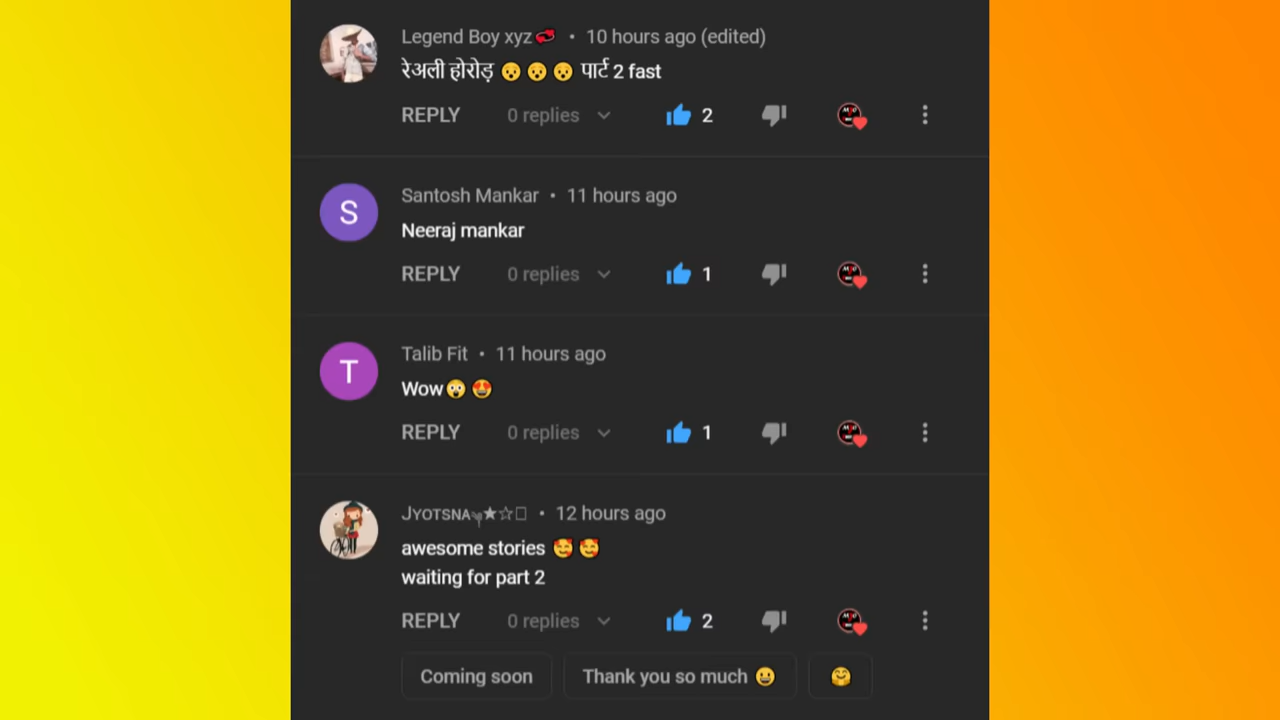 Legend Boy xyz💞 • 10 hours ago (edited)
रेअली होरोड़ 😯 😯 😯 पार्ट 2 fast
REPLY 0 replies 2
S
Santosh Mankar • 11 hours ago
Neeraj mankar
REPLY 0 replies 1
T
Talib Fit • 11 hours ago
Wow😲 😍
REPLY 0 replies 1
Jʏᴏᴛsɴᴀ★☆ • 12 hours ago
awesome stories 🥰 🥰
waiting for part 2
REPLY 0 replies 2
Coming soon Thank you so much 😀 🤗